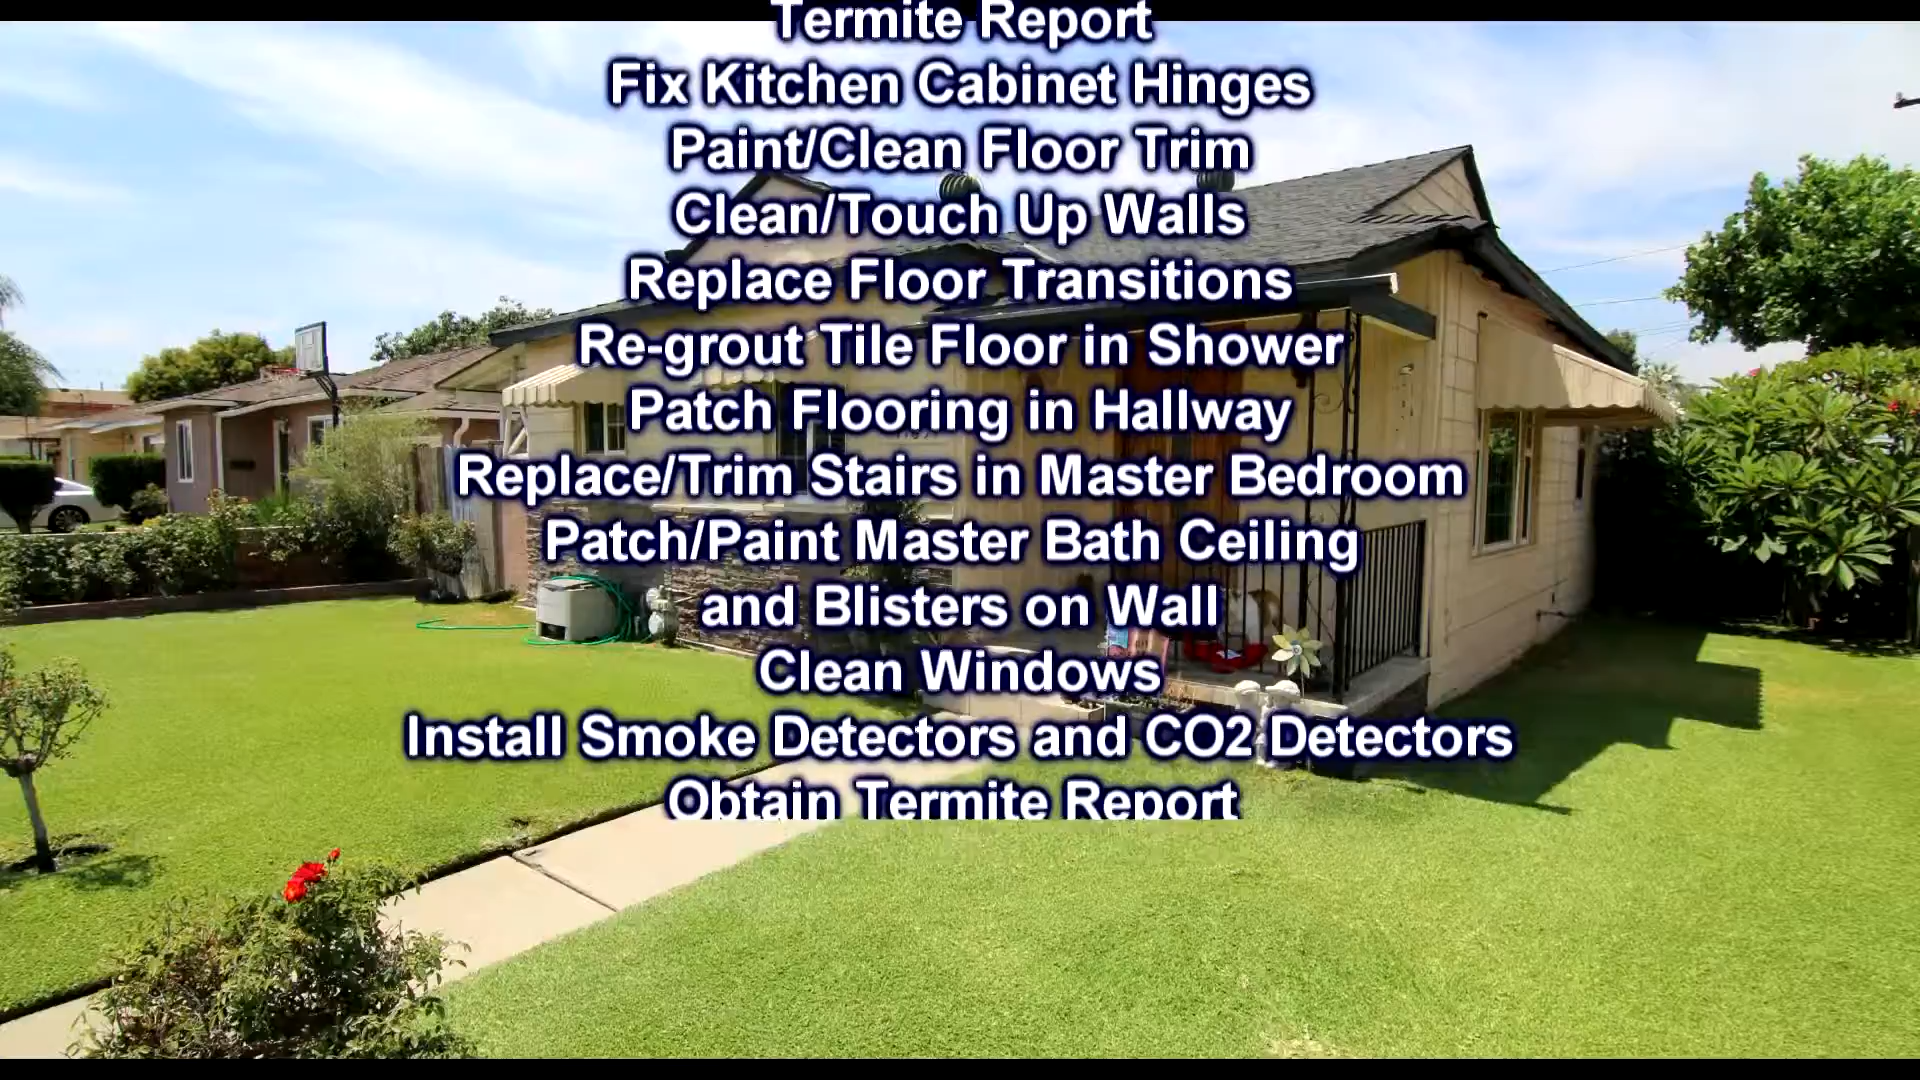 Termite Report
Fix Kitchen Cabinet Hinges
Paint/Clean Floor Trim
Clean/Touch Up Walls
Replace Floor Transitions
Re-grout Tile Floor in Shower
Patch Flooring in Hallway
Replace/Trim Stairs in Master Bedroom
Patch/Paint Master Bath Ceiling
and Blisters on Wall
Clean Windows
Install Smoke Detectors and CO2 Detectors
Obtain Termite Report